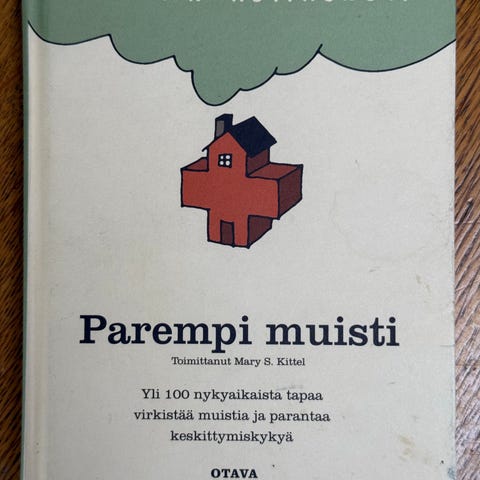 Parempi muisti
Toimittanut Mary S. Kittel
Yli 100 nykyaikaista tapaa
virkistää muistia ja parantaa
keskittymiskykyä
OTAVA